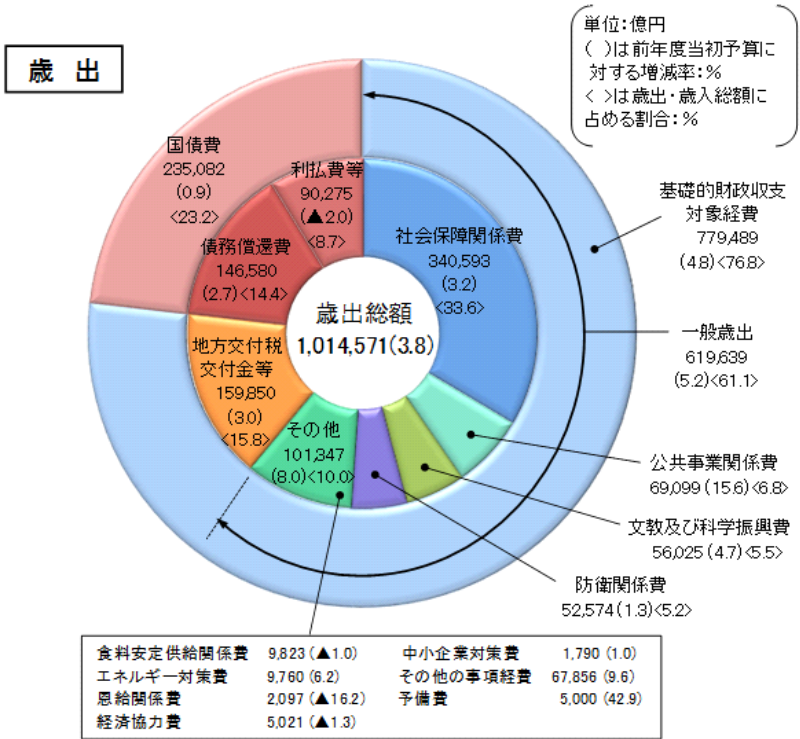 歳 出
単位：億円
( )は前年度当初予算に
対する増減率：%
< >は歳出・歳入総額に
占める割合：%
国債費
235,082
(0.9)
<23.2>
利払費等
90,275
(▲2.0)
<8.7>
債務償還費
146,580
(2.7)<14.4>
社会保障関係費
340,593
(3.2)
<33.6>
基礎的財政収支
対象経費
779,489
(4.8)<76.8>
歳出総額
1,014,571(3.8)
一般歳出
619,639
(5.2)<61.1>
地方交付税
交付金等
159,850
(3.0)
<15.8>
その他
101,347
(8.0)<10.0>
公共事業関係費
69,099 (15.6)<6.8>
文教及び科学振興費
56,025 (4.7)<5.5>
防衛関係費
52,574 (1.3)<5.2>
食料安定供給関係費 9,823 (▲1.0) 中小企業対策費 1,790 (1.0)
エネルギー対策費 9,760 (6.2) その他の事項経費 67,856 (9.6)
恩給関係費 2,097 (▲16.2) 予備費 5,000 (42.9)
経済協力費 5,021 (▲1.3)